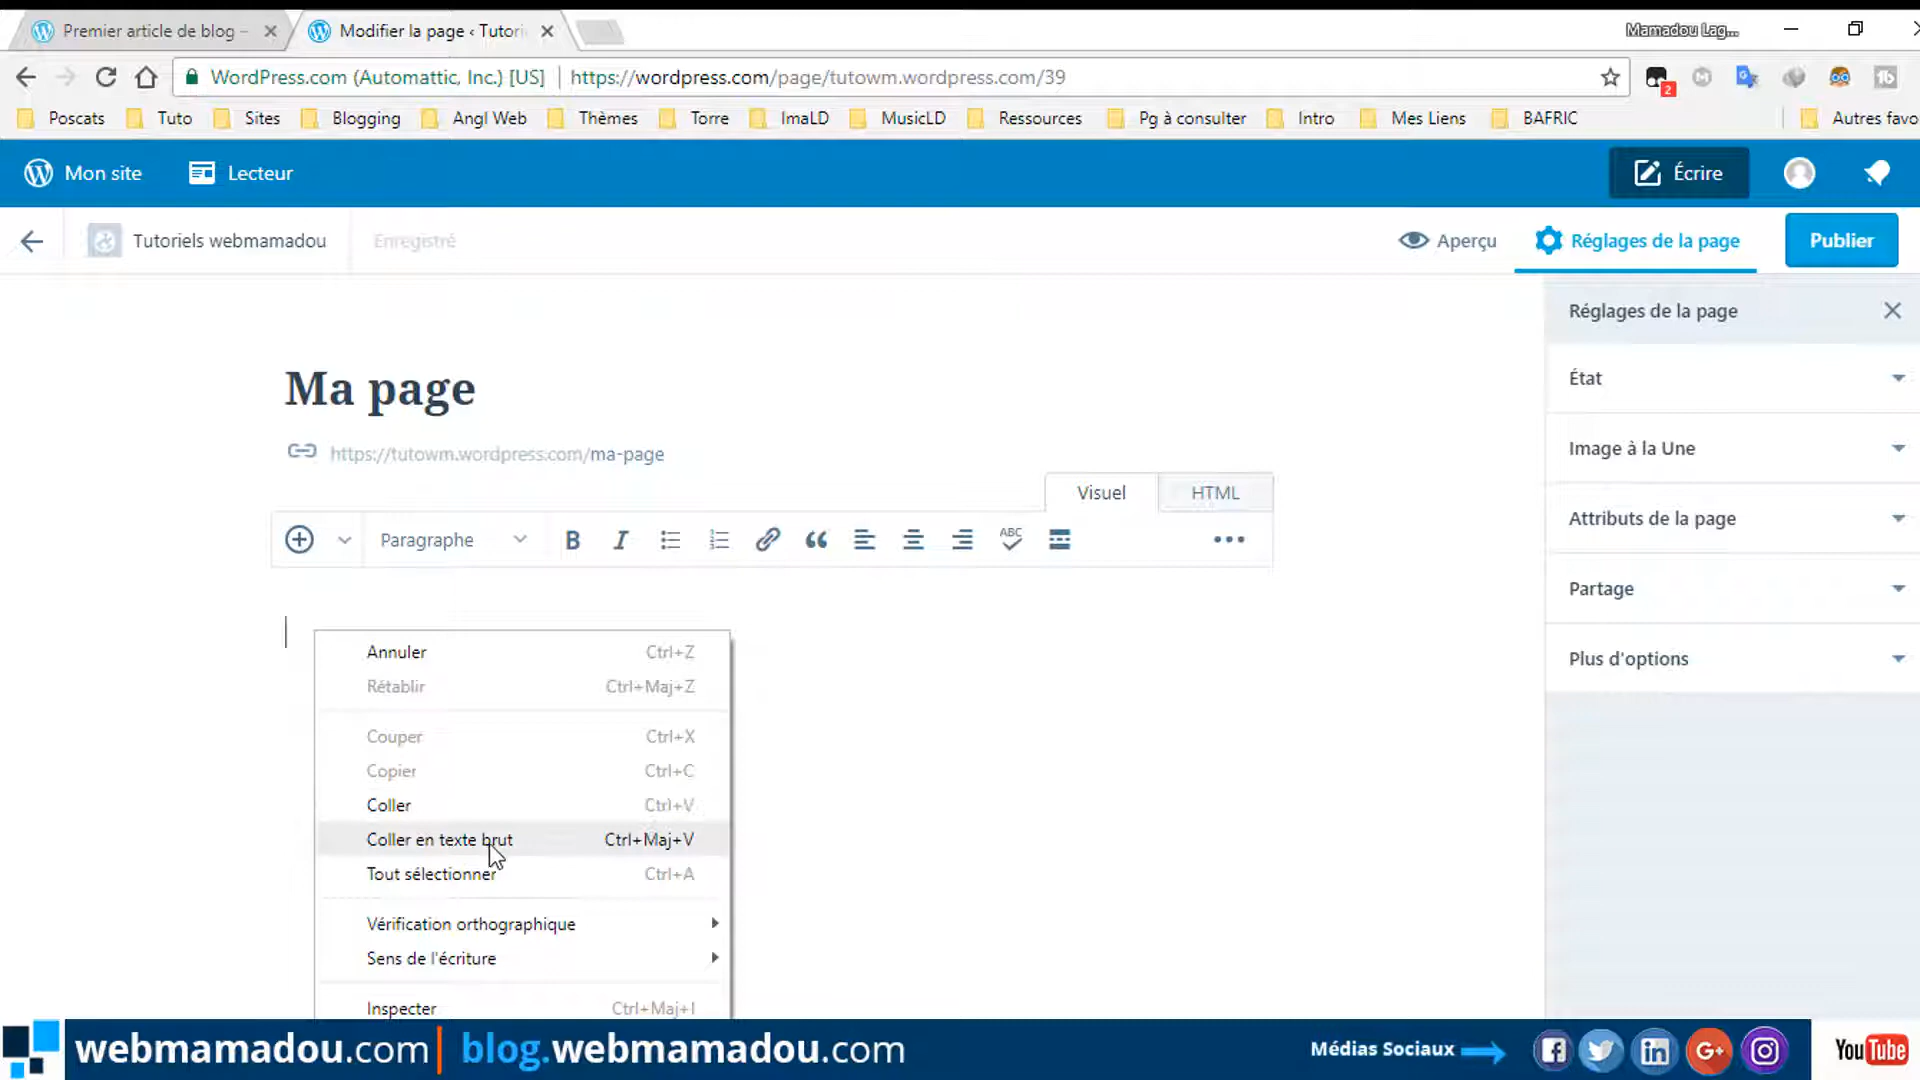 Premier article de blog –
Modifier la page ‹ Tutori
Mamadou Lag...
WordPress.com (Automattic, Inc.) [US]
https://wordpress.com/page/tutowm.wordpress.com/39
2
Poscats
Tuto
Sites
Blogging
Angl Web
Thèmes
Torre
ImaLD
MusicLD
Ressources
Pg à consulter
Intro
Mes Liens
BAFRIC
Autres favo
Mon site
Lecteur
Écrire
Tutoriels webmamadou
Enregistré
Aperçu
Réglages de la page
Publier
Réglages de la page
État
Image à la Une
Attributs de la page
Partage
Plus d'options
Ma page
https://tutowm.wordpress.com/ma-page
Visuel
HTML
Paragraphe
B
I
ABC
Annuler Ctrl+Z
Rétablir Ctrl+Maj+Z
Couper Ctrl+X
Copier Ctrl+C
Coller Ctrl+V
Coller en texte brut Ctrl+Maj+V
Tout sélectionner Ctrl+A
Vérification orthographique
Sens de l'écriture
Inspecter Ctrl+Maj+I
webmamadou.com
blog.webmamadou.com
Médias Sociaux
YouTube